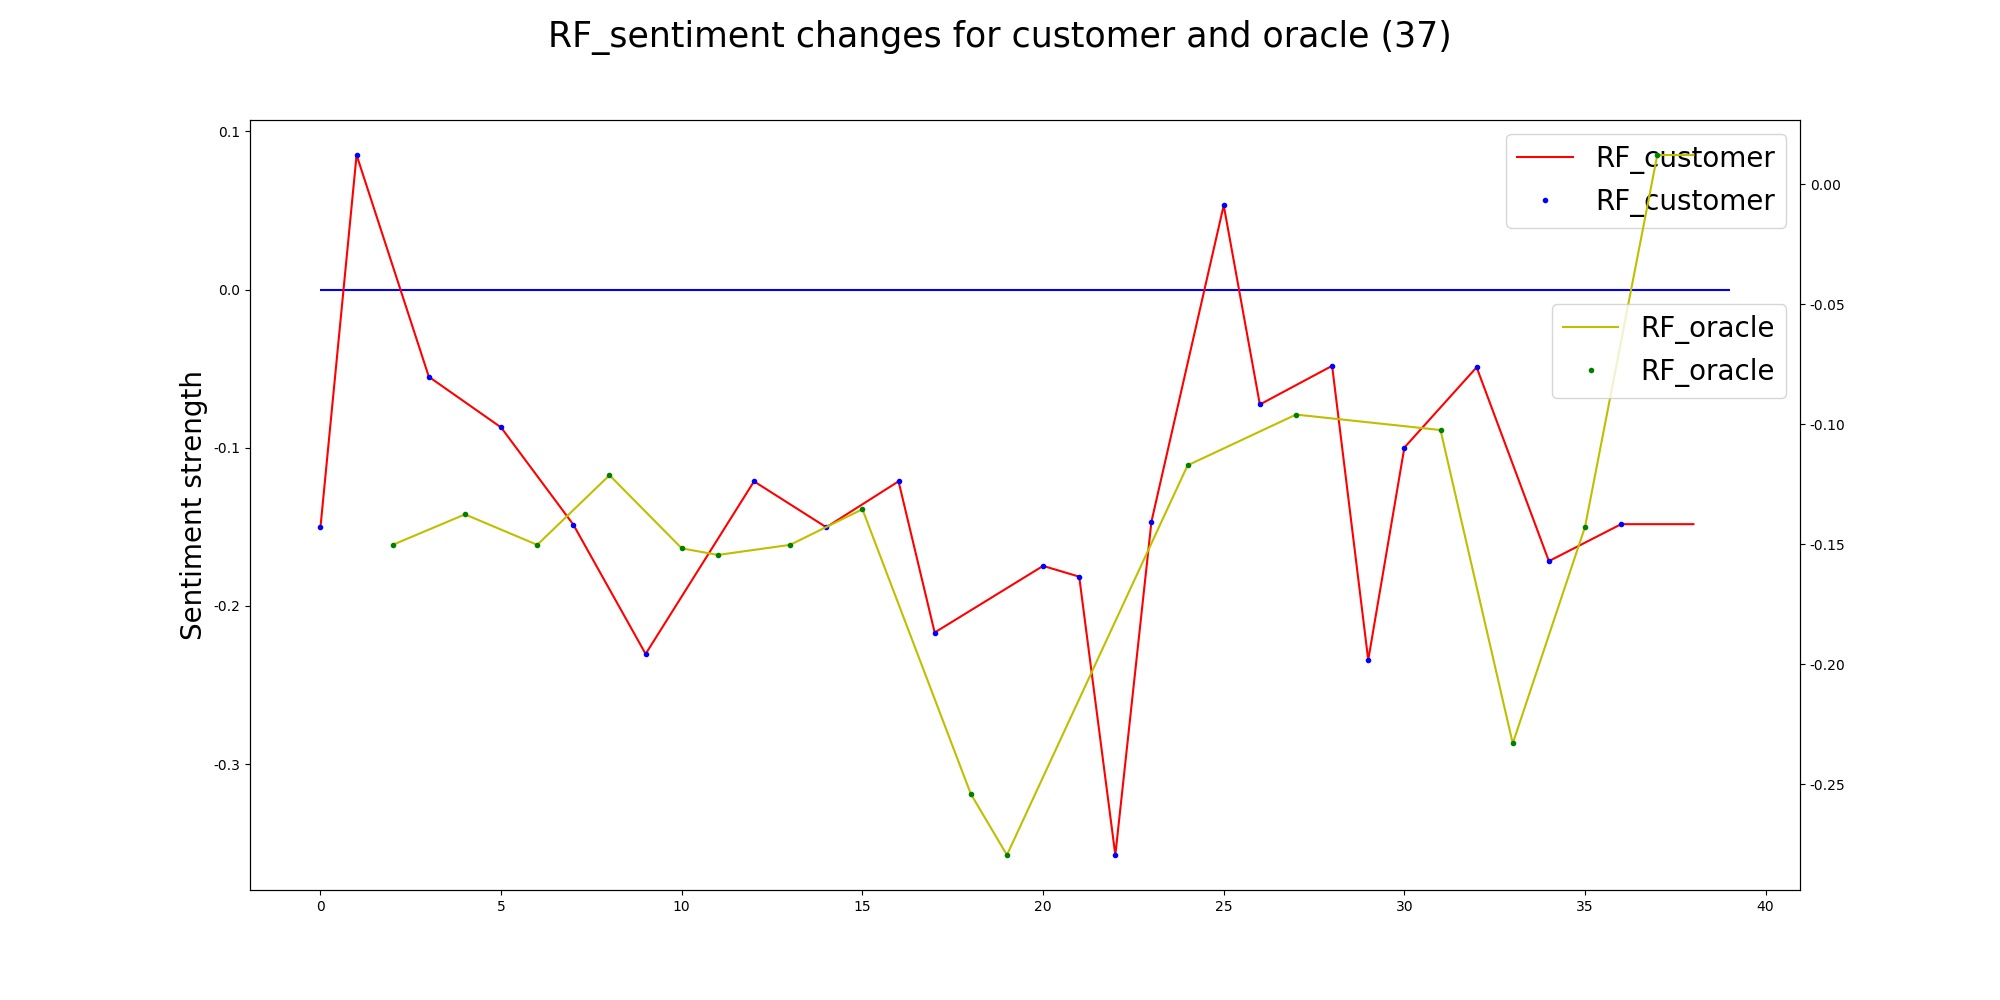 RF_sentiment changes for customer and oracle (37)
Sentiment strength
0.1
0.0
-0.1
-0.2
-0.3
RF_customer
RF_customer
RF_oracle
RF_oracle
0.00
-0.05
-0.10
-0.15
-0.20
-0.25
0 5 10 15 20 25 30 35 40